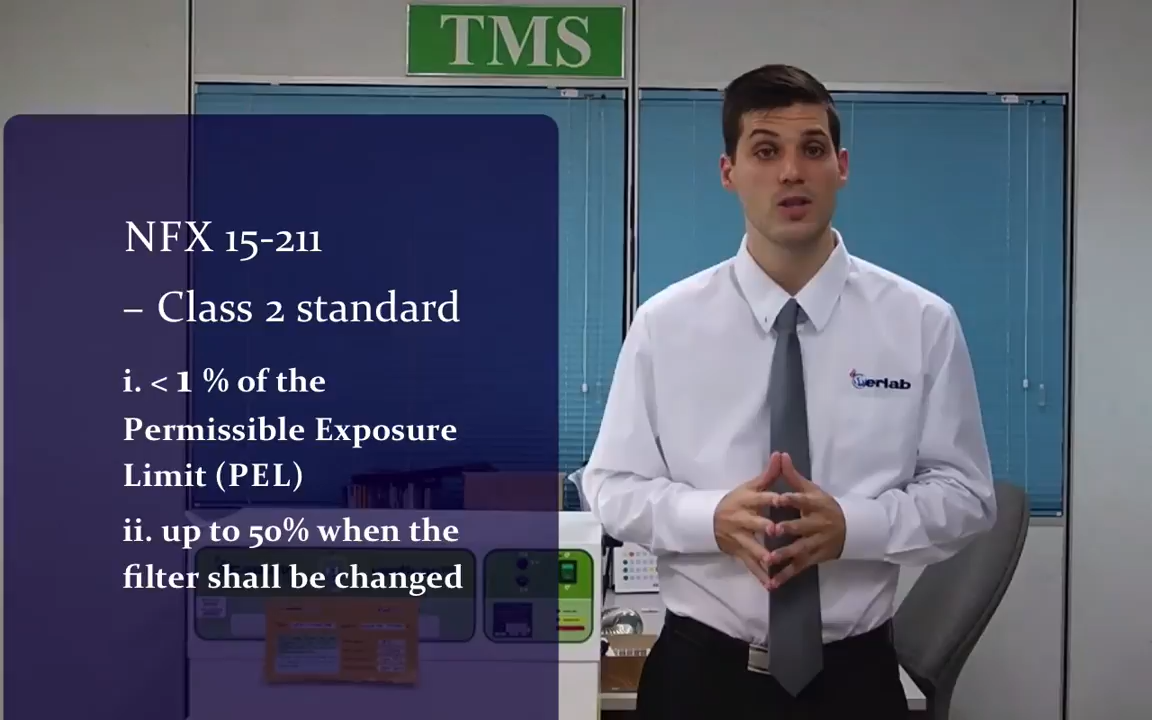 TMS
NFX 15-211
– Class 2 standard
i. < 1 % of the
Permissible Exposure
Limit (PEL)
ii. up to 50% when the
filter shall be changed
erlab